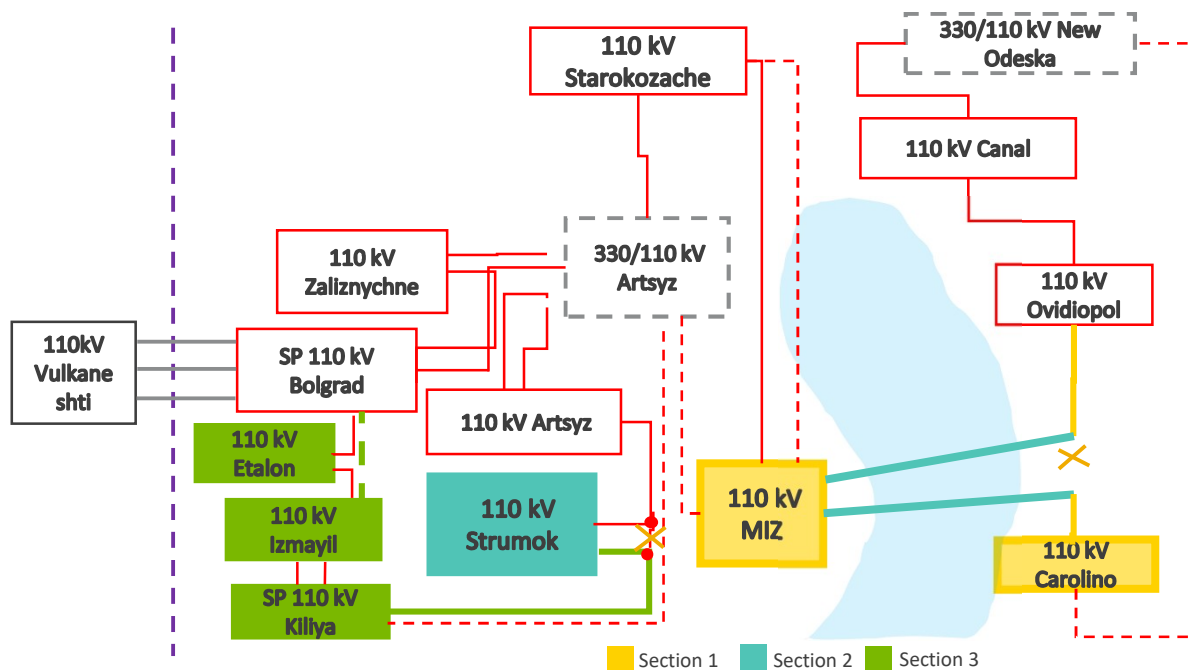 110 kV
Starokozache
330/110 kV New
Odeska
110 kV Canal
110 kV
Zaliznychne
330/110 kV
Artsyz
110 kV
Ovidiopol
110kV
Vulkane
shti
SP 110 kV
Bolgrad
110 kV Artsyz
110 kV
Etalon
110 kV
Strumok
110 kV
MIZ
110 kV
Izmayil
110 kV
Carolino
SP 110 kV
Kiliya
Section 1
Section 2
Section 3